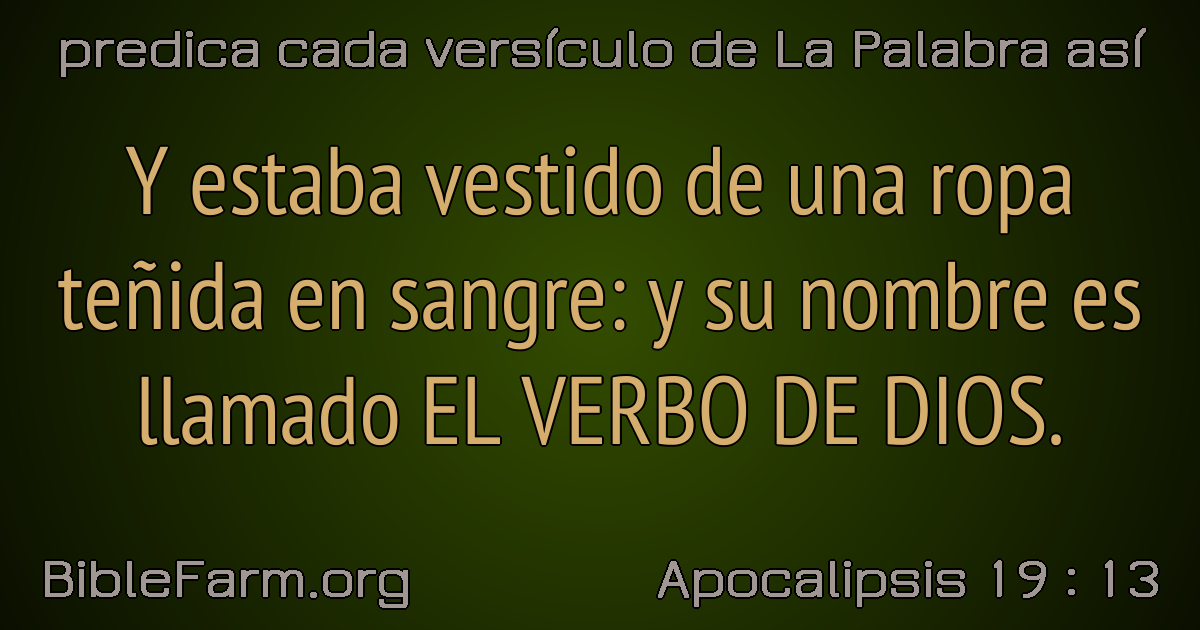 predica cada versículo de La Palabra así
Y estaba vestido de una ropa
teñida en sangre: y su nombre es
llamado EL VERBO DE DIOS.
BibleFarm.org
Apocalipsis 19 : 13